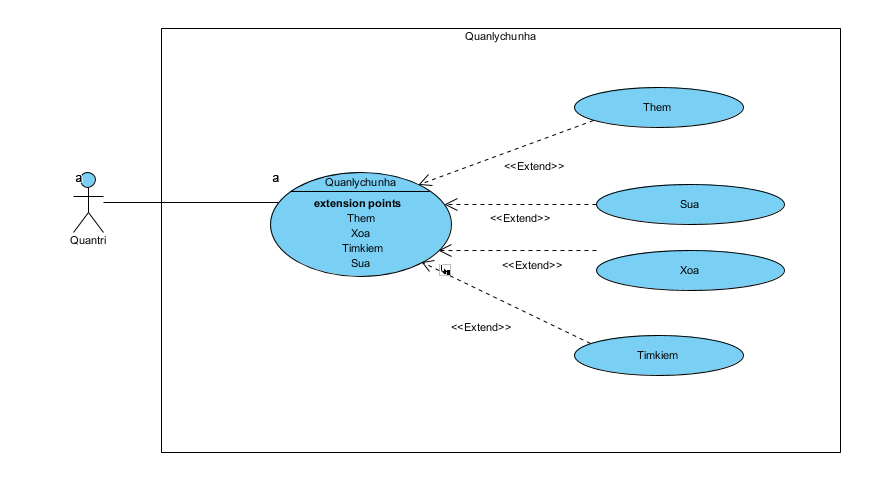 Quanlychunha
Them
<<Extend>>
a
a
Quanlychunha
extension points
Them
Xoa
Timkiem
Sua
Quantri
Sua
<<Extend>>
Xoa
<<Extend>>
Timkiem
<<Extend>>